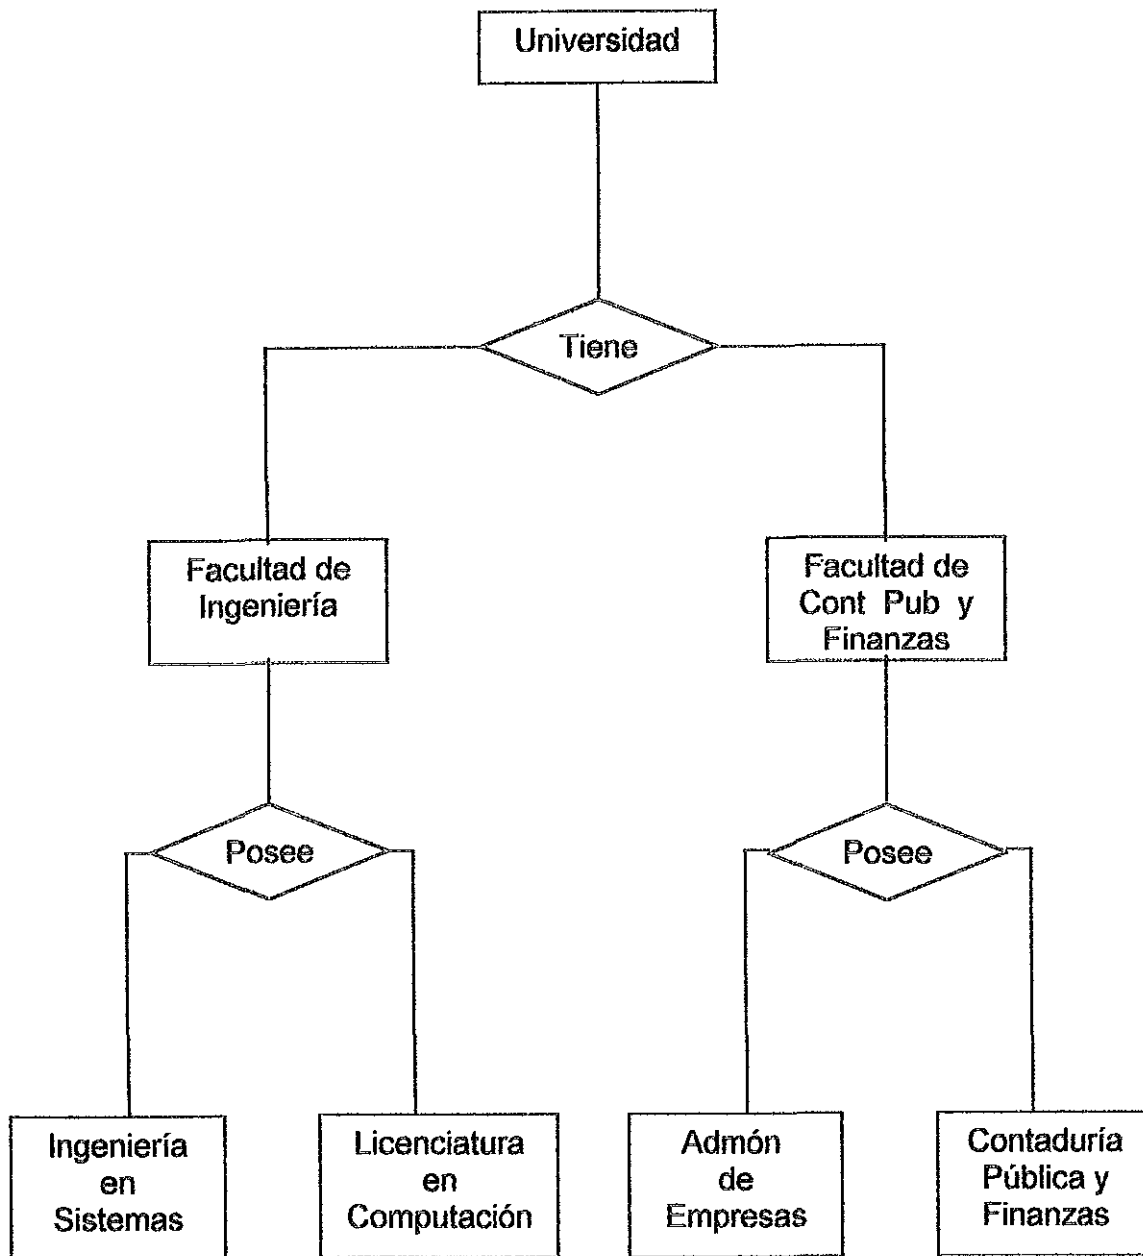 Universidad
Tiene
Facultad de
Ingeniería
Facultad de
Cont Pub y
Finanzas
Posee
Posee
Ingeniería
en
Sistemas
Licenciatura
en
Computación
Admón
de
Empresas
Contaduría
Pública y
Finanzas